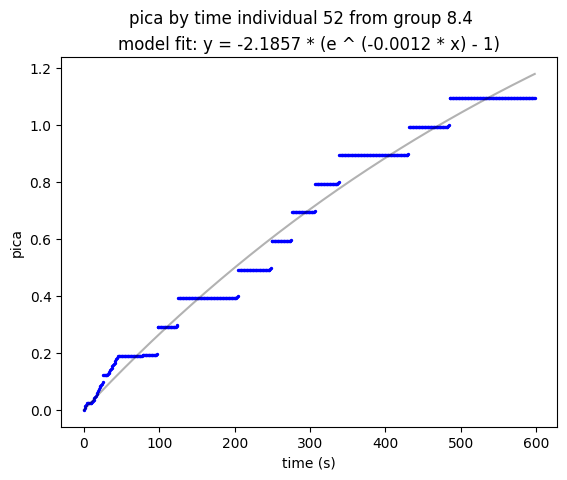 pica by time individual 52 from group 8.4
model fit: y = -2.1857 * (e ^ (-0.0012 * x) - 1)
1.2
1.0
0.8
0.6
0.4
0.2
0.0
pica
0 100 200 300 400 500 600
time (s)